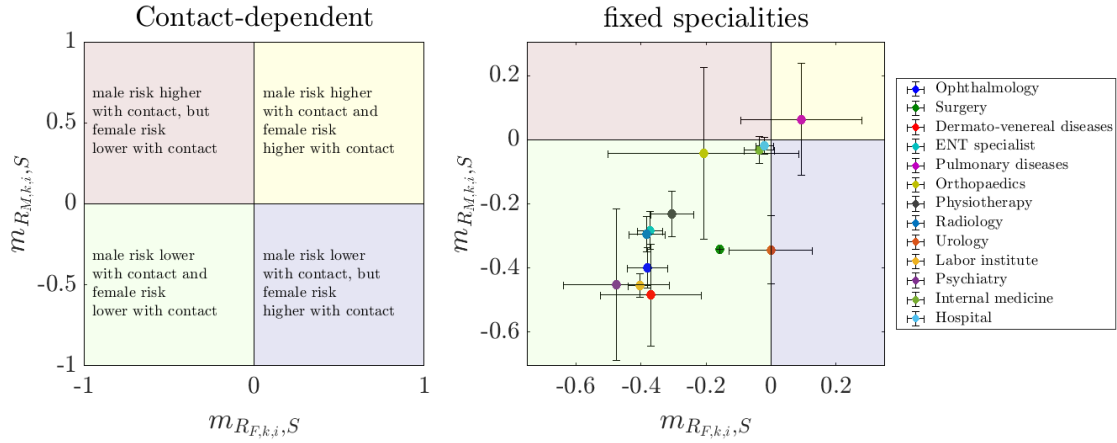 Contact-dependent
fixed specialities
1
0.5
0
-0.5
-1
-1
0
1
m_{R_{M,k,i},S}
m_{R_{F,k,i},S}
male risk higher
with contact, but
female risk
lower with contact
male risk higher
with contact and
female risk
higher with contact
male risk lower
with contact and
female risk
lower with contact
male risk lower
with contact, but
female risk
higher with contact
0.2
0
-0.2
-0.4
-0.6
-0.6
-0.4
-0.2
0
0.2
m_{R_{M,k,i},S}
m_{R_{F,k,i},S}
Ophthalmology
Surgery
Dermato-venereal diseases
ENT specialist
Pulmonary diseases
Orthopaedics
Physiotherapy
Radiology
Urology
Labor institute
Psychiatry
Internal medicine
Hospital